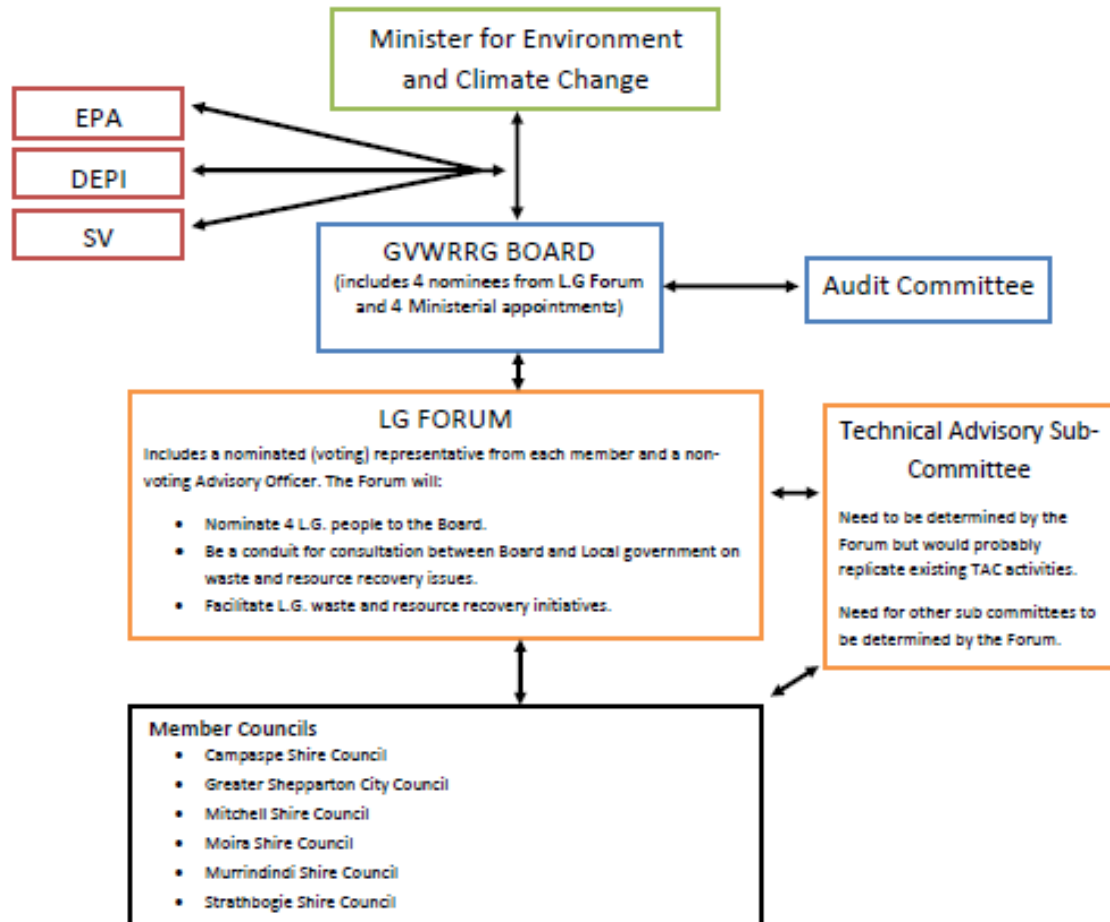 Minister for Environment
and Climate Change
EPA
DEPI
SV
GVWRRG BOARD
(includes 4 nominees from L.G Forum
and 4 Ministerial appointments)
Audit Committee
LG FORUM
Includes a nominated (voting) representative from each member and a non-
voting Advisory Officer. The Forum will:
• Nominate 4 L.G. people to the Board.
• Be a conduit for consultation between Board and Local government on
waste and resource recovery issues.
• Facilitate L.G. waste and resource recovery initiatives.
Technical Advisory Sub-
Committee
Need to be determined by the
Forum but would probably
replicate existing TAC activities.
Need for other sub committees to
be determined by the Forum.
Member Councils
• Campaspe Shire Council
• Greater Shepparton City Council
• Mitchell Shire Council
• Moira Shire Council
• Murrindindi Shire Council
• Strathbogie Shire Council